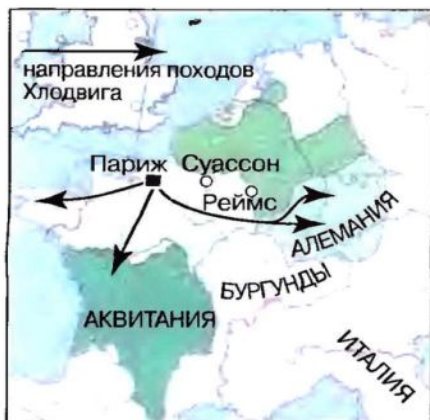 направления походов
Хлодвига
Париж Суассон
Реймс
АЛЕМАНИЯ
БУРГУНДЫ
АКВИТАНИЯ
ИТАЛИЯ